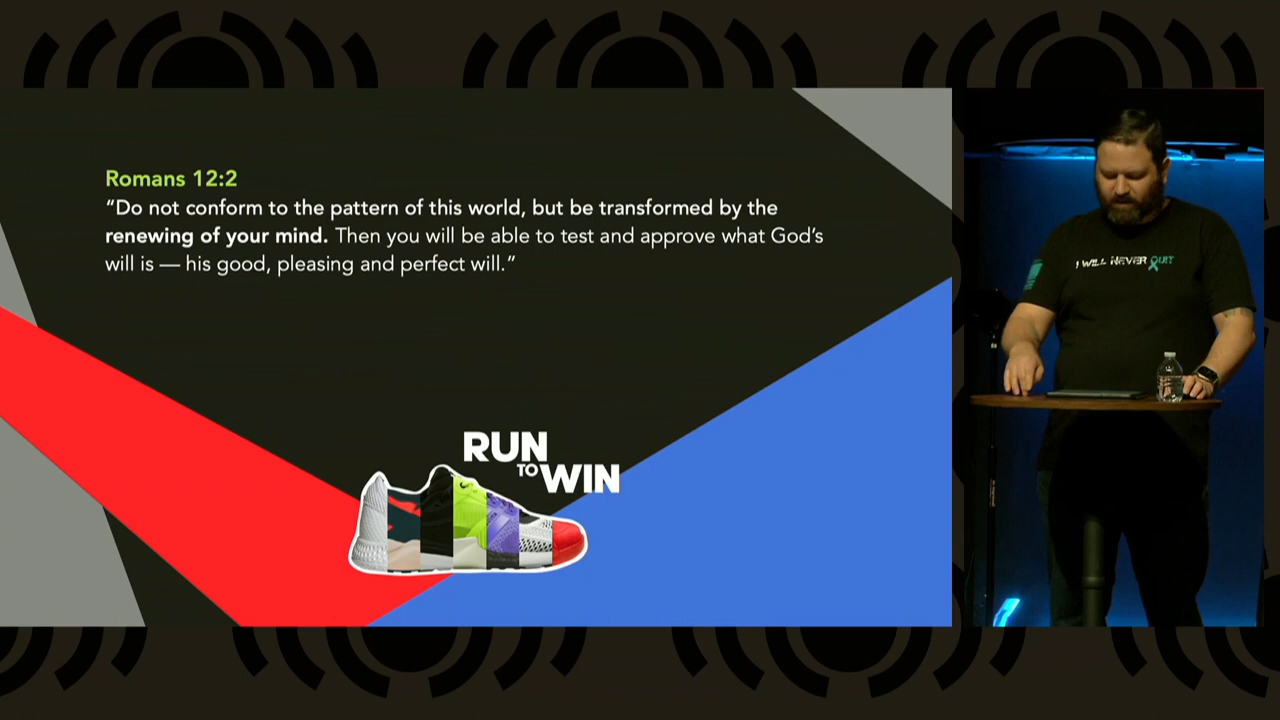 Romans 12:2
“Do not conform to the pattern of this world, but be transformed by the
renewing of your mind. Then you will be able to test and approve what God’s
will is — his good, pleasing and perfect will.”
RUN
TO WIN
I WILL NEVER QUIT